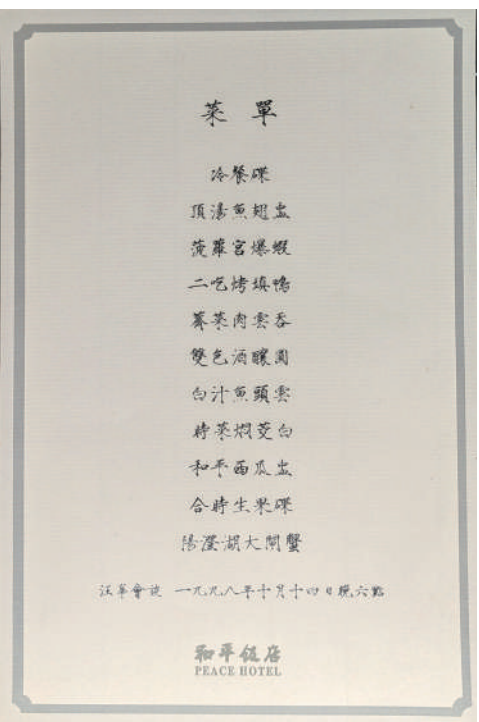 菜單
冷餐碟
頂湯魚翅盅
菠蘿宮爆蝦
二吃烤填鴨
薺菜肉雲吞
雙色酒釀圓
白汁魚頭雲
時菜燜茭白
和平西瓜盅
合時生果碟
陽澄湖大閘蟹
汪辜會談 一九九八年十月十四日晚六點
和平飯店
PEACE HOTEL